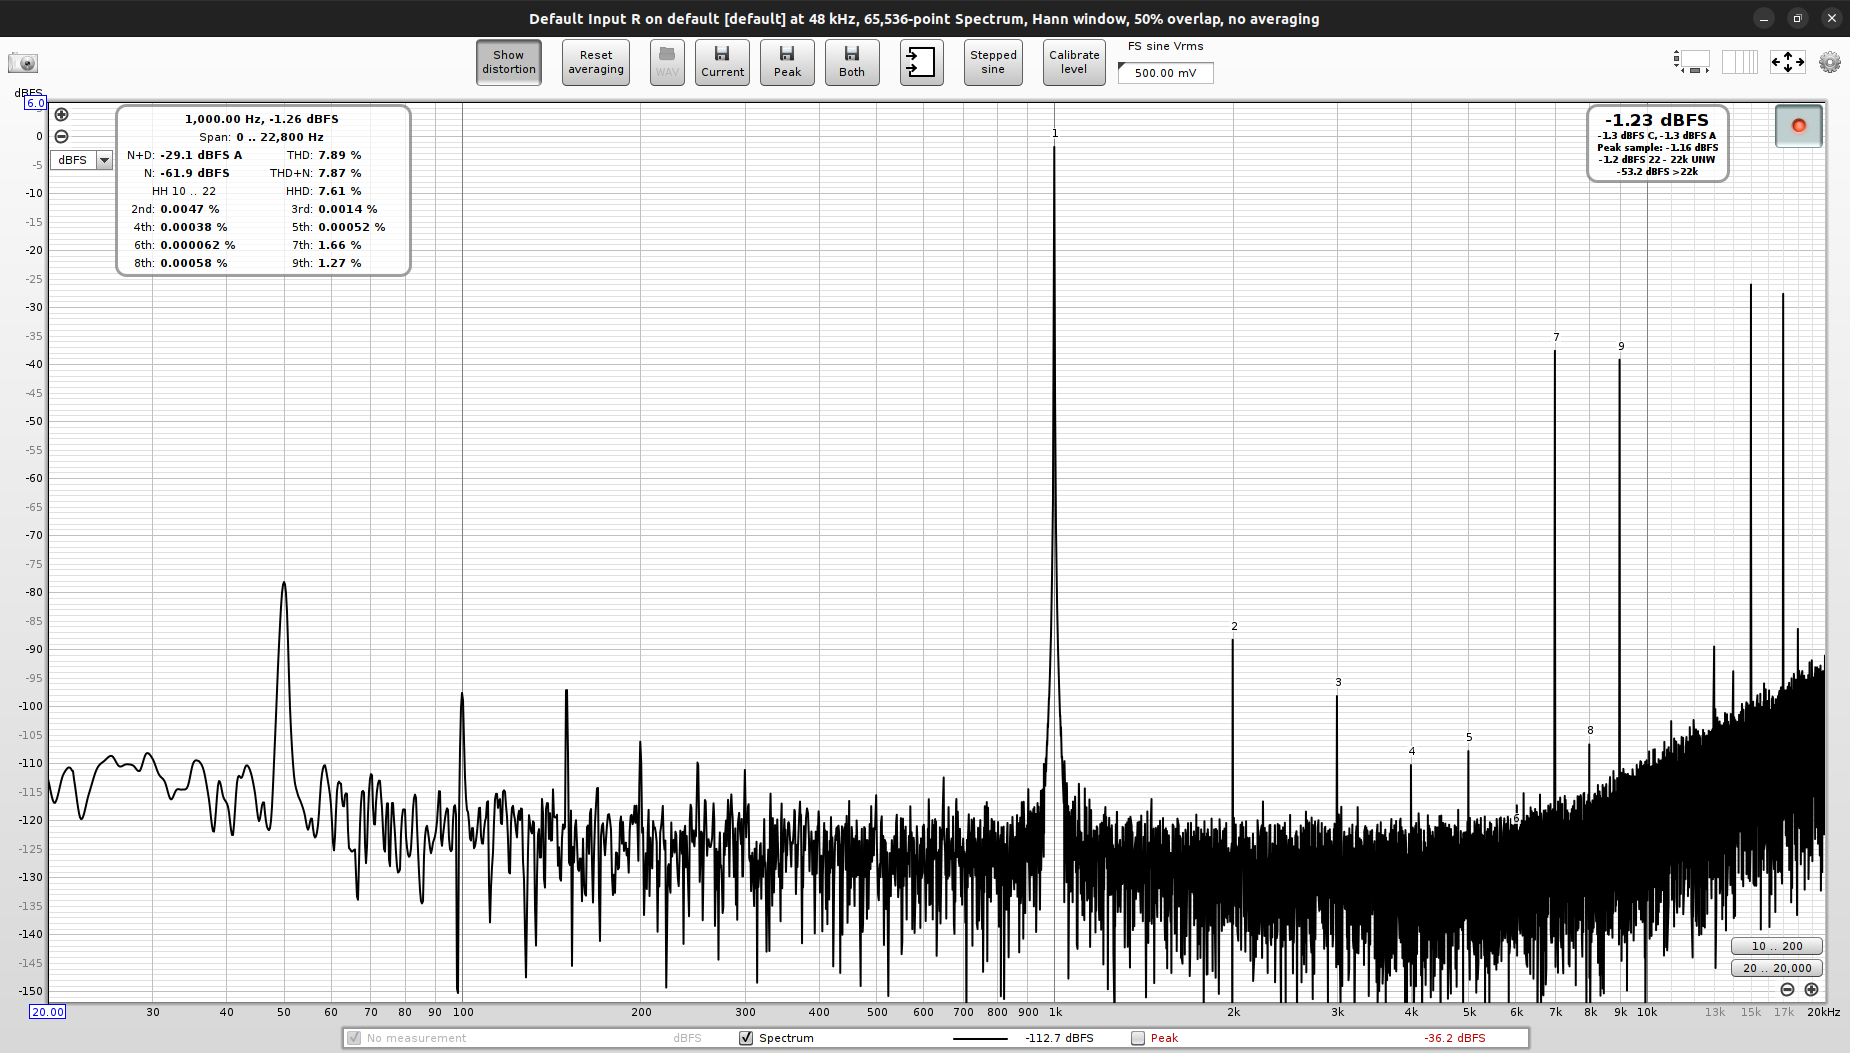 Default Input R on default [default] at 48 kHz, 65,536-point Spectrum, Hann window, 50% overlap, no averaging
Show distortion
Reset averaging
WAV
Current
Peak
Both
Stepped sine
Calibrate level
FS sine Vrms
500.00 mV
dBFS
6.0
0
-5
-10
-15
-20
-25
-30
-35
-40
-45
-50
-55
-60
-65
-70
-75
-80
-85
-90
-95
-100
-105
-110
-115
-120
-125
-130
-135
-140
-145
-150
dBFS
1,000.00 Hz, -1.26 dBFS
Span: 0 .. 22,800 Hz
N+D: -29.1 dBFS A THD: 7.89 %
N: -61.9 dBFS THD+N: 7.87 %
HH 10 .. 22 HHD: 7.61 %
2nd: 0.0047 % 3rd: 0.0014 %
4th: 0.00038 % 5th: 0.00052 %
6th: 0.000062 % 7th: 1.66 %
8th: 0.00058 % 9th: 1.27 %
-1.23 dBFS
-1.3 dBFS C, -1.3 dBFS A
Peak sample: -1.16 dBFS
-1.2 dBFS 22 - 22k UNW
-53.2 dBFS >22k
1
2
3
4
5
6
7
8
9
10 .. 200
20 .. 20,000
20.00 30 40 50 60 70 80 90 100 200 300 400 500 600 700 800 900 1k 2k 3k 4k 5k 6k 7k 8k 9k 10k 13k 15k 17k 20kHz
No measurement dBFS Spectrum -112.7 dBFS Peak -36.2 dBFS